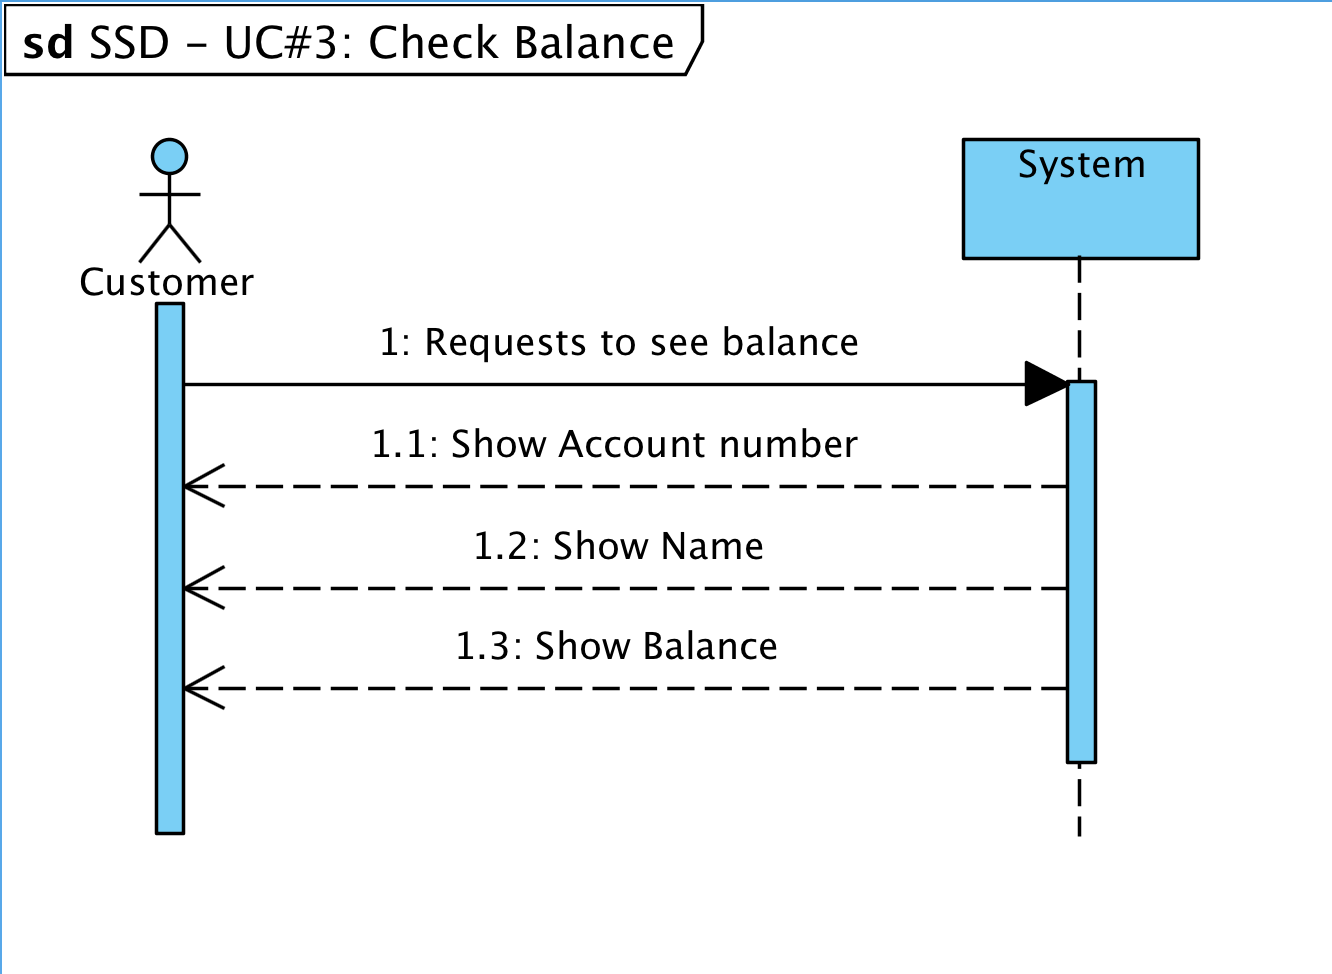 sd SSD – UC#3: Check Balance
System
Customer
1: Requests to see balance
1.1: Show Account number
1.2: Show Name
1.3: Show Balance